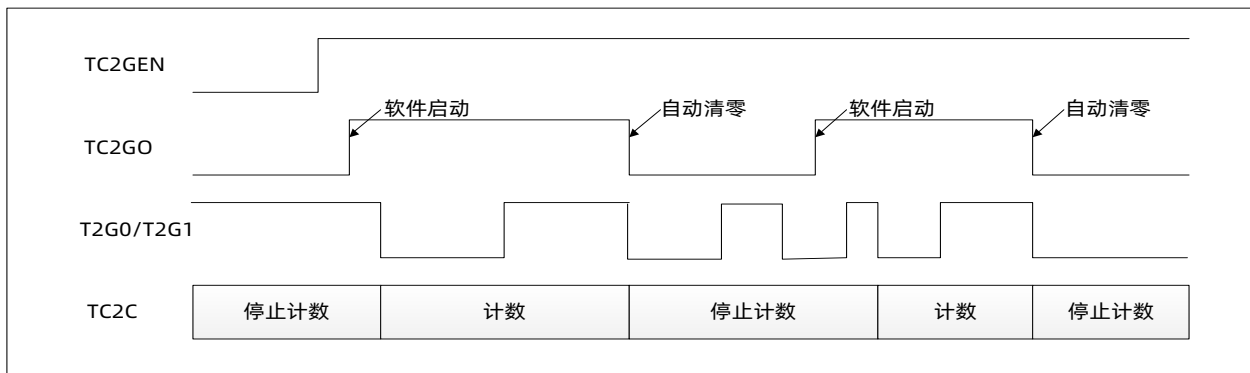 TC2GEN
软件启动 自动清零 软件启动 自动清零
TC2GO
T2G0/T2G1
TC2C 停止计数 计数 停止计数 计数 停止计数